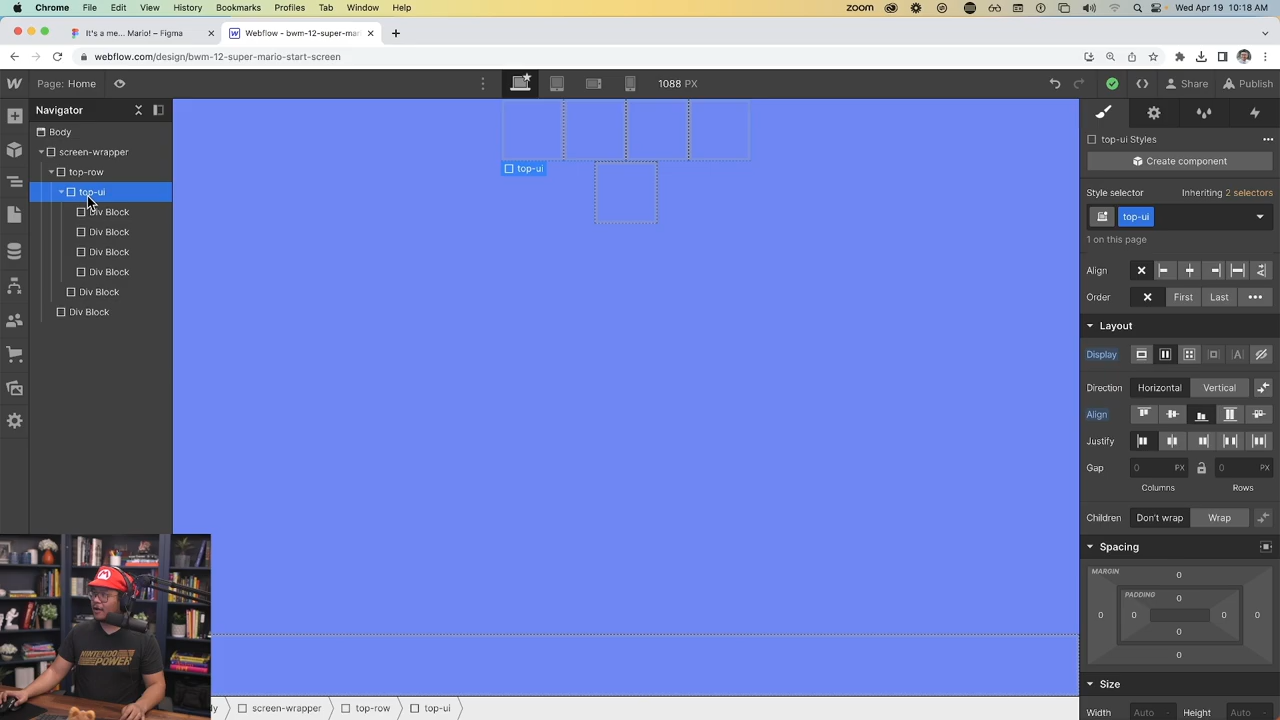 Chrome File Edit View History Bookmarks Profiles Tab Window Help zoom Wed Apr 19 10:18 AM
It's a me... Mario! – Figma
Webflow - bwm-12-super-mar
webflow.com/design/bwm-12-super-mario-start-screen
Page: Home
1088 PX
Share
Publish
Navigator
Body
screen-wrapper
top-row
top-ui
Div Block
Div Block
Div Block
Div Block
Div Block
Div Block
top-ui
top-ui Styles
Create component
Style selector
Inheriting 2 selectors
top-ui
1 on this page
Align
Order
First
Last
Layout
Display
Direction
Horizontal
Vertical
Align
Justify
Gap
0 PX
0 PX
Columns
Rows
Children
Don't wrap
Wrap
Spacing
MARGIN
0
PADDING
0
0
0
0
0
0
0
Size
Width
Auto
Height
Auto
NINTENDO
POWER
screen-wrapper
top-row
top-ui